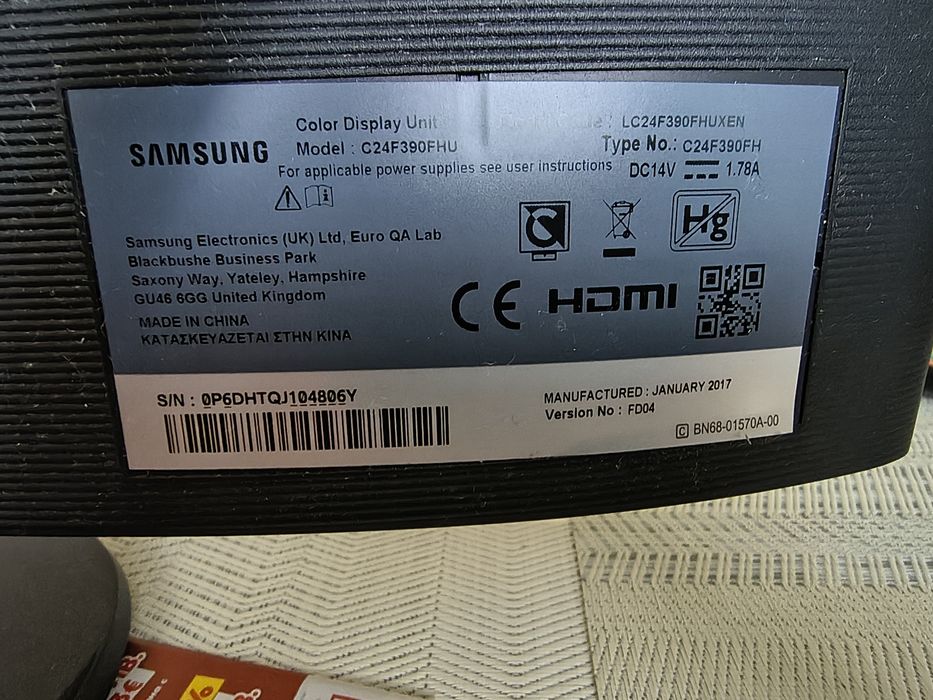 SAMSUNG
Color Display Unit
Model : C24F390FHU
For applicable power supplies see user instructions
LC24F390FHUXEN
Type No.: C24F390FH
DC14V 1.78A
Samsung Electronics (UK) Ltd, Euro QA Lab
Blackbushe Business Park
Saxony Way, Yateley, Hampshire
GU46 6GG United Kingdom
MADE IN CHINA
ΚΑΤΑΣΚΕΥΑΖΕΤΑΙ ΣΤΗΝ ΚΙΝΑ
Hg
CE HDMI
S/N : 0P6DHTQJ104806Y
MANUFACTURED : JANUARY 2017
Version No : FD04
C BN68-01570A-00